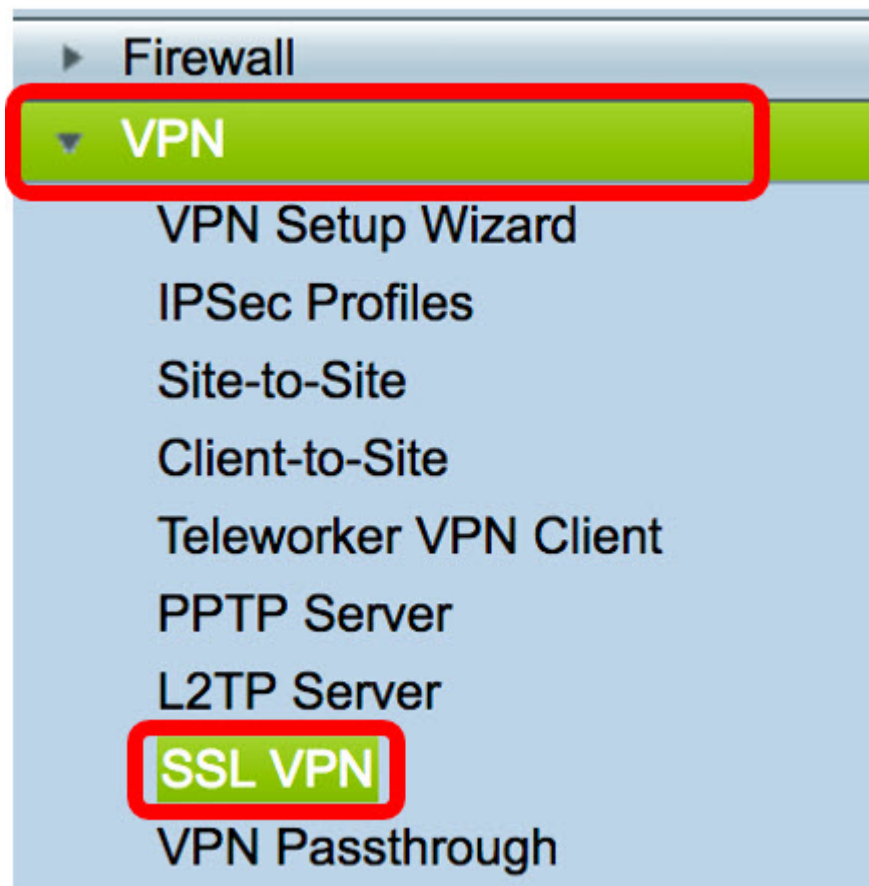 Firewall
VPN
VPN Setup Wizard
IPSec Profiles
Site-to-Site
Client-to-Site
Teleworker VPN Client
PPTP Server
L2TP Server
SSL VPN
VPN Passthrough